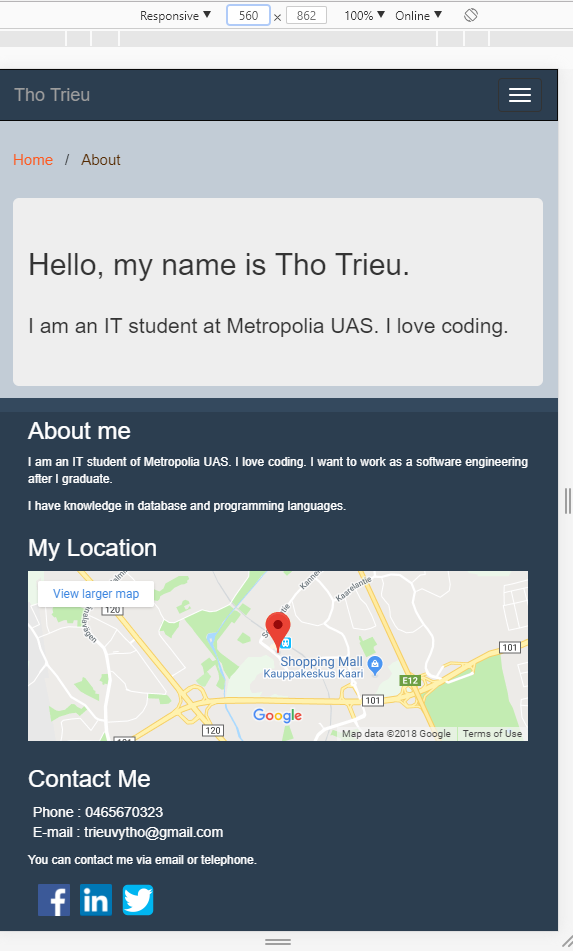 Responsive ▼ 560 × 862 100% ▼ Online ▼
Tho Trieu
Home / About
Hello, my name is Tho Trieu.
I am an IT student at Metropolia UAS. I love coding.
About me
I am an IT student of Metropolia UAS. I love coding. I want to work as a software engineering
after I graduate.
I have knowledge in database and programming languages.
My Location
View larger map
Kaarelantie
120
101
Shopping Mall
Kauppakeskus Kaari
E12
101
Google
120
Map data ©2018 Google Terms of Use
Contact Me
Phone : 0465670323
E-mail : trieuvytho@gmail.com
You can contact me via email or telephone.
f in